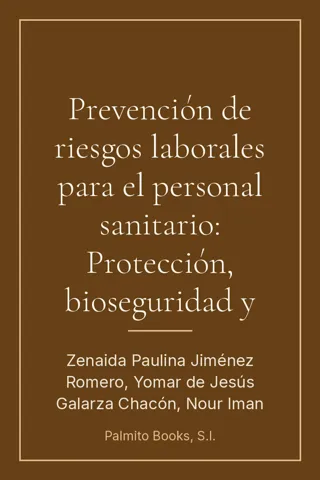 Prevención de
riesgos laborales
para el personal
sanitario:
Protección,
bioseguridad y
Zenaida Paulina Jiménez
Romero, Yomar de Jesús
Galarza Chacón, Nour Iman
Palmito Books, S.l.